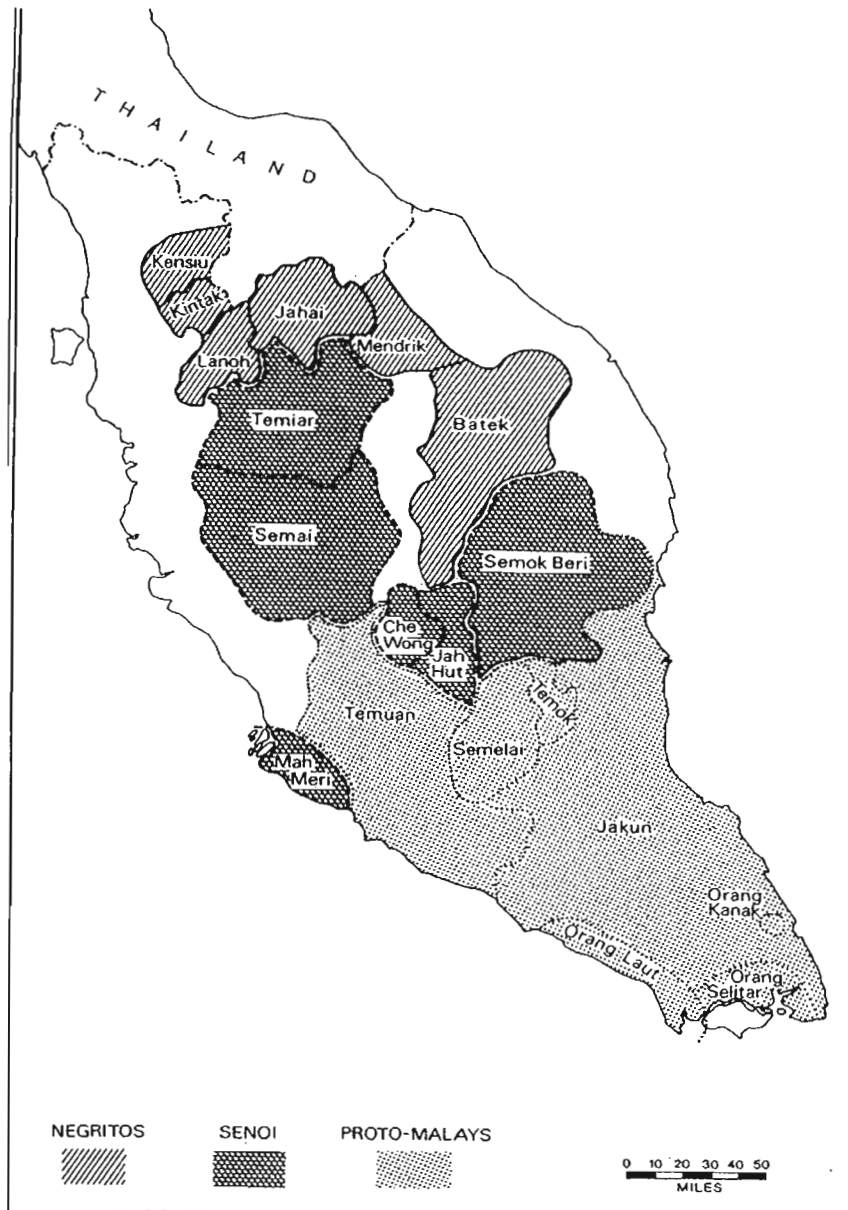 THAILAND
Kensiu
Kintak
Jahai
Lanoh
Mendrik
Temiar
Batek
Semai
Semok Beri
Che
Wong
Jah
Hut
Temok
Temuan
Semelar
Mah
Meri
Jakun
Orang
Kanak
Orang Laut
Orang
Selitar
NEGRITOS SENOI PROTO-MALAYS
0 10 20 30 40 50
MILES